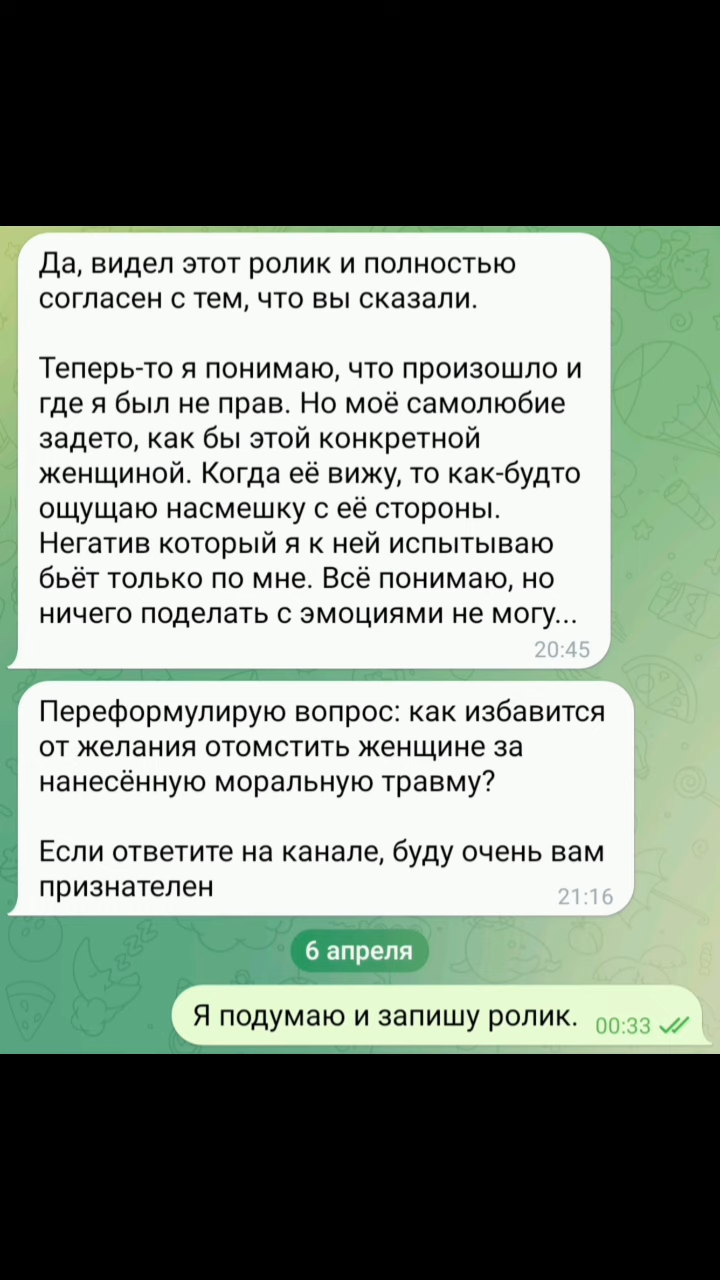 Да, видел этот ролик и полностью
согласен с тем, что вы сказали.
Теперь-то я понимаю, что произошло и
где я был не прав. Но моё самолюбие
задето, как бы этой конкретной
женщиной. Когда её вижу, то как-будто
ощущаю насмешку с её стороны.
Негатив который я к ней испытываю
бьёт только по мне. Всё понимаю, но
ничего поделать с эмоциями не могу...
20:45
Переформулирую вопрос: как избавится
от желания отомстить женщине за
нанесённую моральную травму?
Если ответите на канале, буду очень вам
признателен
21:16
6 апреля
Я подумаю и запишу ролик.
00:33